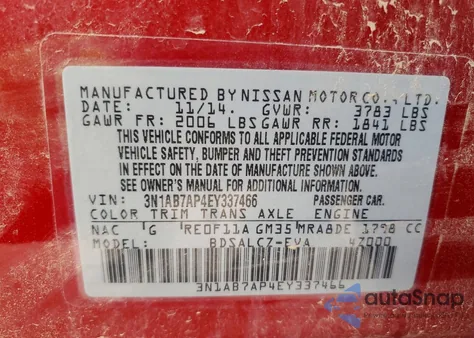 MANUFACTURED BY NISSAN MOTOR CO., LTD.
DATE: 11/14. GVWR: 3783 LBS
GAWR FR: 2006 LBS GAWR RR: 1841 LBS
THIS VEHICLE CONFORMS TO ALL APPLICABLE FEDERAL MOTOR
VEHICLE SAFETY, BUMPER AND THEFT PREVENTION STANDARDS
IN EFFECT ON THE DATE OF MANUFACTURE SHOWN ABOVE.
SEE OWNER'S MANUAL FOR ADDITIONAL INFORMATION.
VIN: 3N1AB7AP4EY337466 PASSENGER CAR.
COLOR TRIM TRANS AXLE ENGINE
NAC G RE0F11A GM35 MRA8DE 1798 CC
MODEL: BDSALCZ-EVA 47000
3N1AB7AP4EY337466
autoSnap